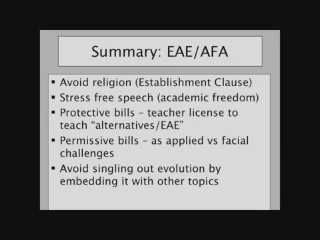 Summary: EAE/AFA
▪ Avoid religion (Establishment Clause)
▪ Stress free speech (academic freedom)
▪ Protective bills – teacher license to
teach “alternatives/EAE”
▪ Permissive bills – as applied vs facial
challenges
▪ Avoid singling out evolution by
embedding it with other topics